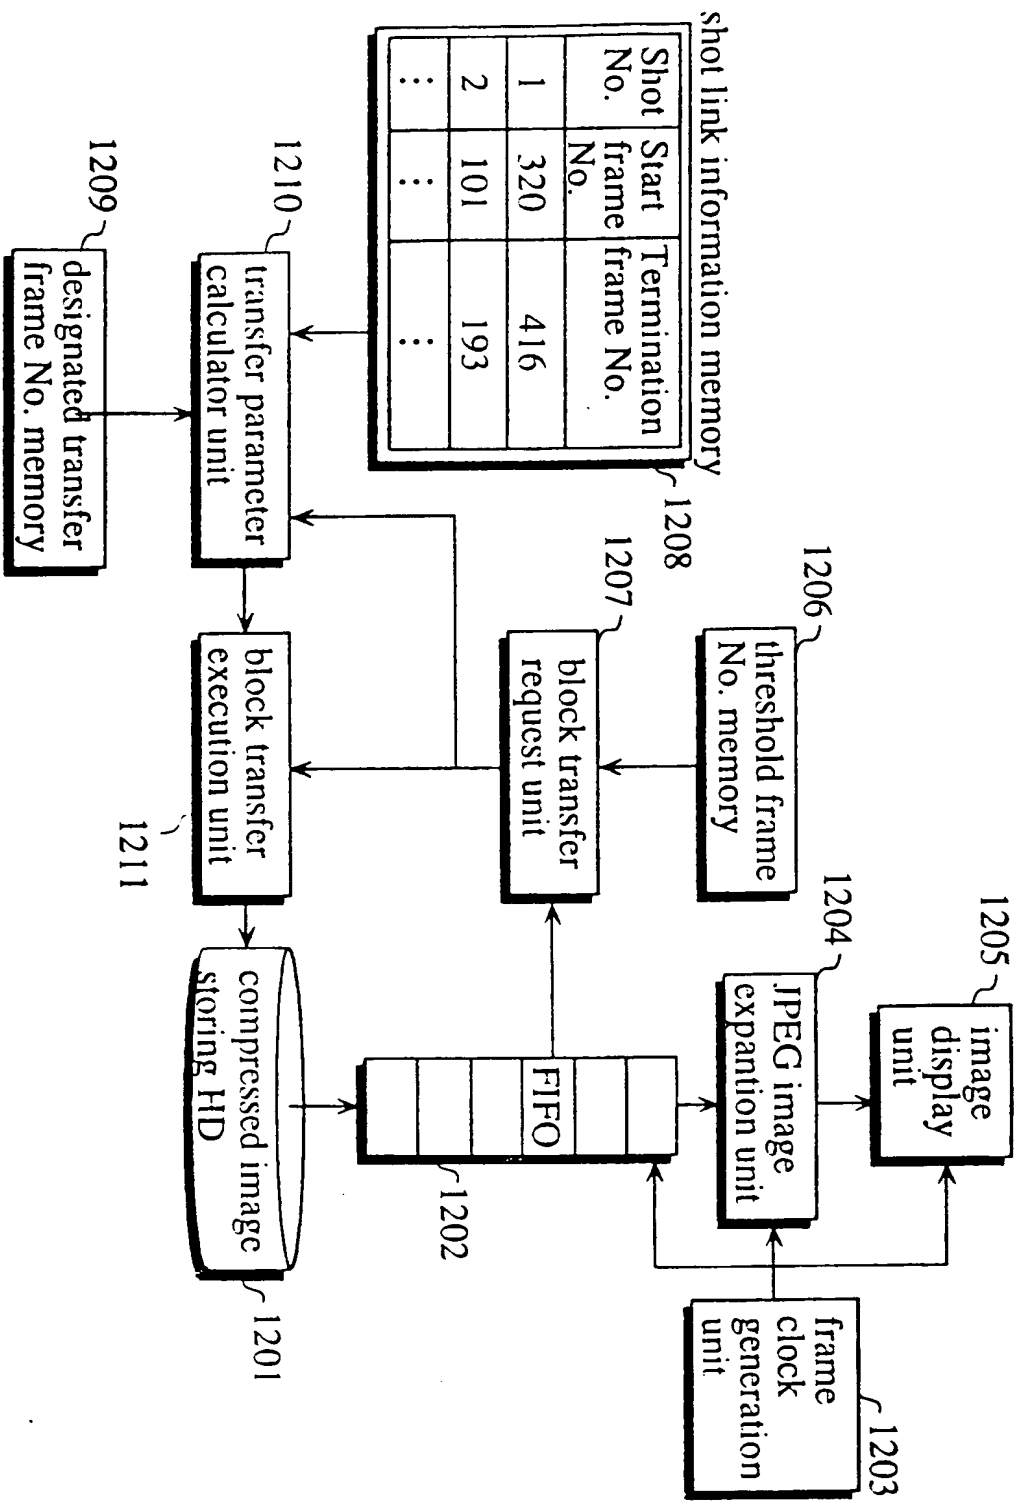 shot link information memory
Shot No.
Start frame No.
Termination frame No.
1
320
416
2
101
193
⋮
⋮
⋮
1208
1210
transfer parameter
calculator unit
1209
designated transfer
frame No. memory
1206
threshold frame
No. memory
1207
block transfer
request unit
block transfer
execution unit
1211
1205
image
display
unit
1204
JPEG image
expantion unit
FIFO
1202
compressed image
storing HD
1201
frame
clock
generation
unit
1203